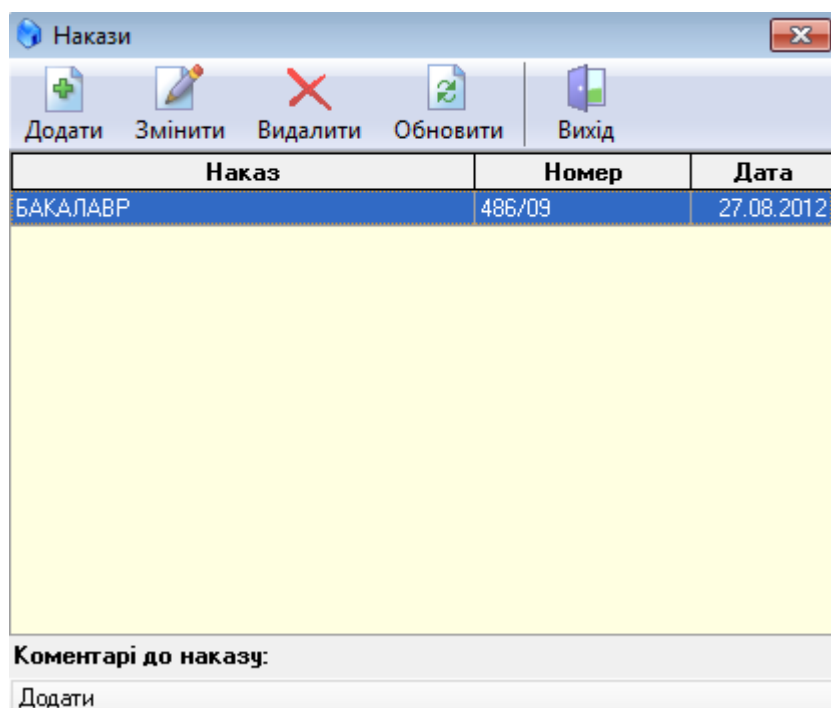 Накази
Додати Змінити Видалити Обновити Вихід
Наказ Номер Дата
БАКАЛАВР 486/09 27.08.2012
Коментарі до наказу:
Додати